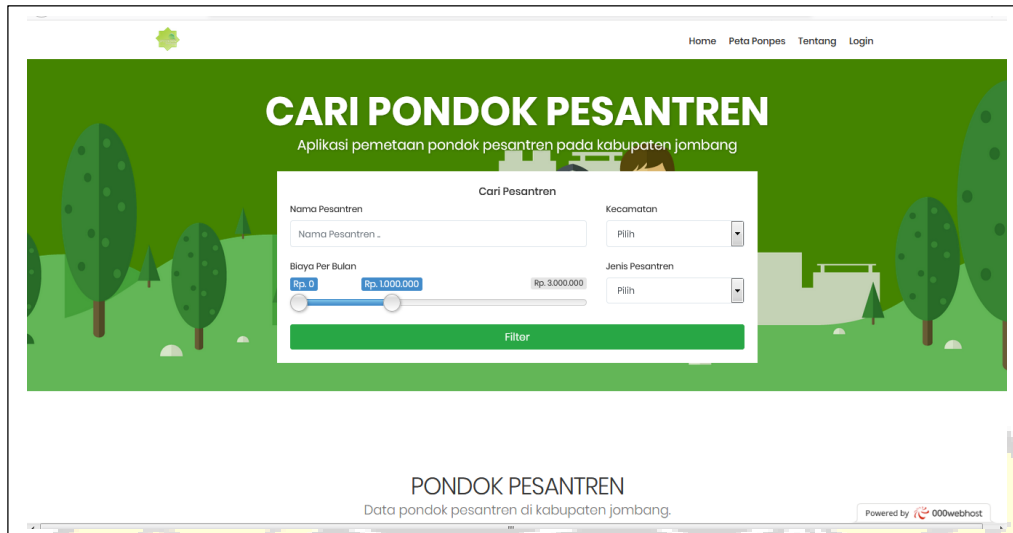 Home Peta Ponpes Tentang Login
CARI PONDOK PESANTREN
Aplikasi pemetaan pondok pesantren pada kabupaten jombang
Cari Pesantren
Nama Pesantren Kecamatan
Nama Pesantren .. Pilih
Biaya Per Bulan Jenis Pesantren
Rp. 0 Rp. 1.000.000 Rp. 3.000.000 Pilih
Filter
PONDOK PESANTREN
Data pondok pesantren di kabupaten jombang.
Powered by 000webhost